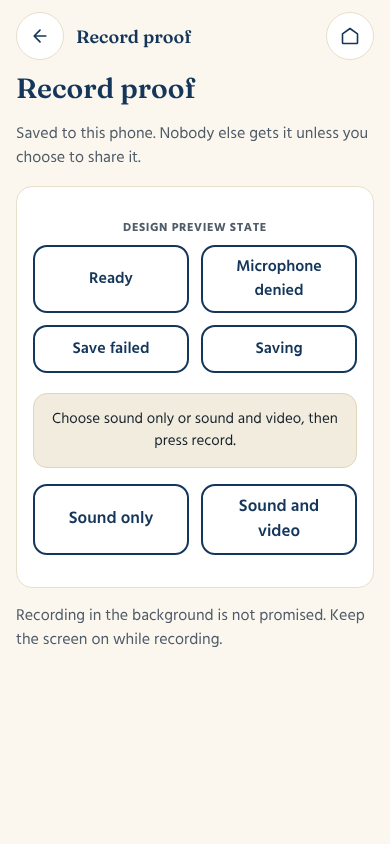 Record proof
Record proof
Saved to this phone. Nobody else gets it unless you
choose to share it.
DESIGN PREVIEW STATE
Ready
Microphone
denied
Save failed
Saving
Choose sound only or sound and video, then
press record.
Sound only
Sound and
video
Recording in the background is not promised. Keep
the screen on while recording.